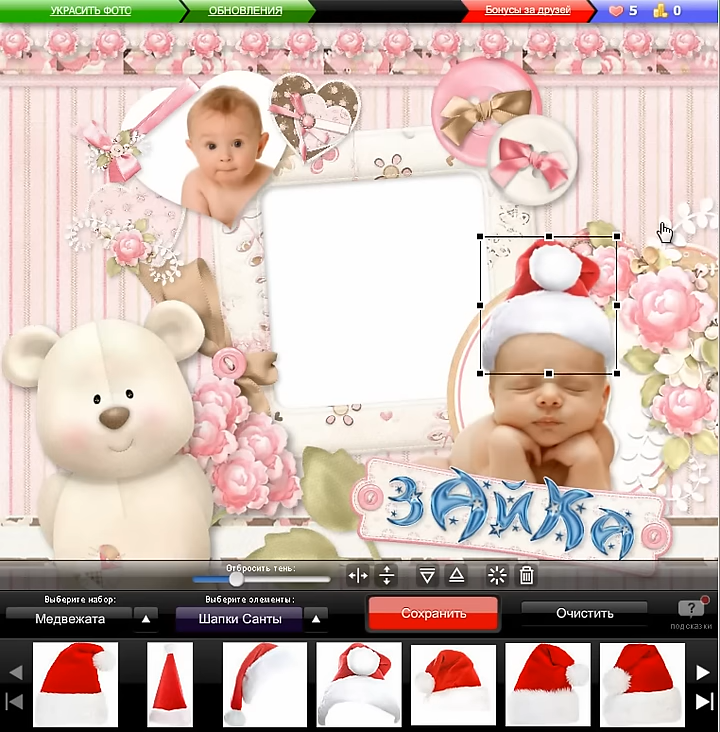 УКРАСИТЬ ФОТО
ОБНОВЛЕНИЯ
Бонусы за друзей
5
0
ЗАЙКА
Отбросить тень:
Выберите набор:
Выберите элементы:
Медвежата
Шапки Санты
Сохранить
Очистить
?
подсказки